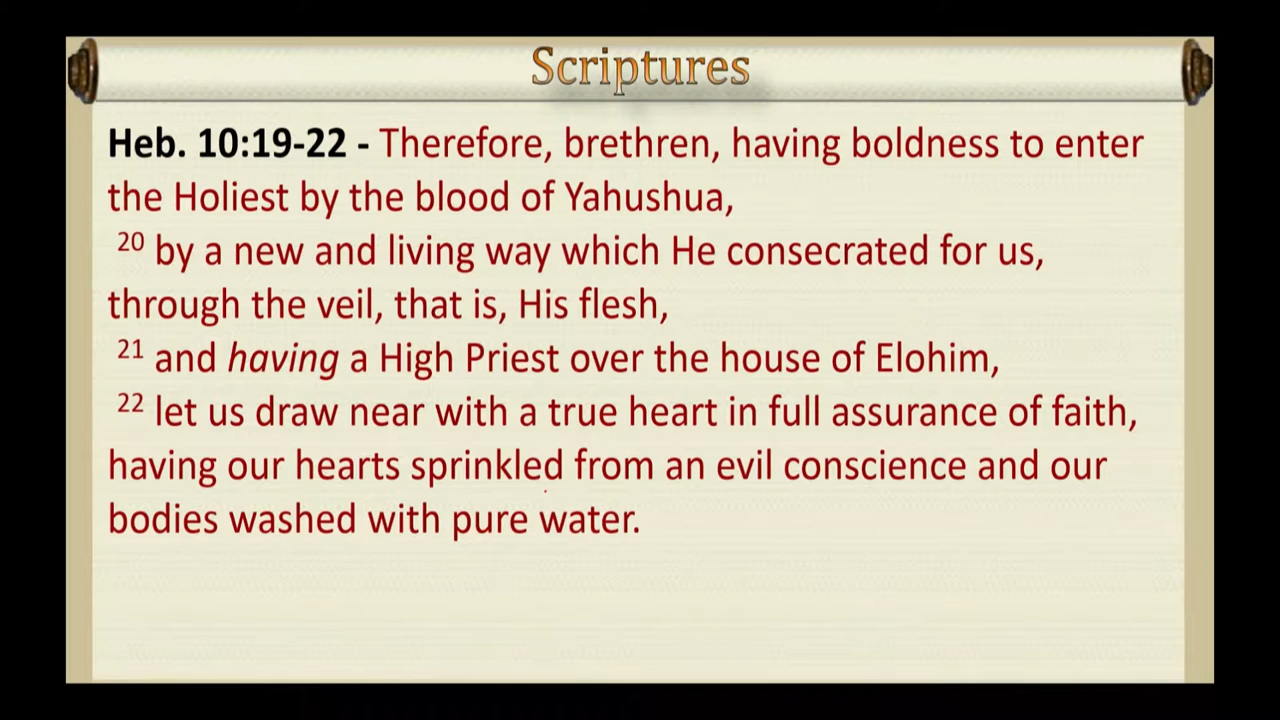 Scriptures
Heb. 10:19-22 - Therefore, brethren, having boldness to enter
the Holiest by the blood of Yahushua,
20 by a new and living way which He consecrated for us,
through the veil, that is, His flesh,
21 and having a High Priest over the house of Elohim,
22 let us draw near with a true heart in full assurance of faith,
having our hearts sprinkled from an evil conscience and our
bodies washed with pure water.